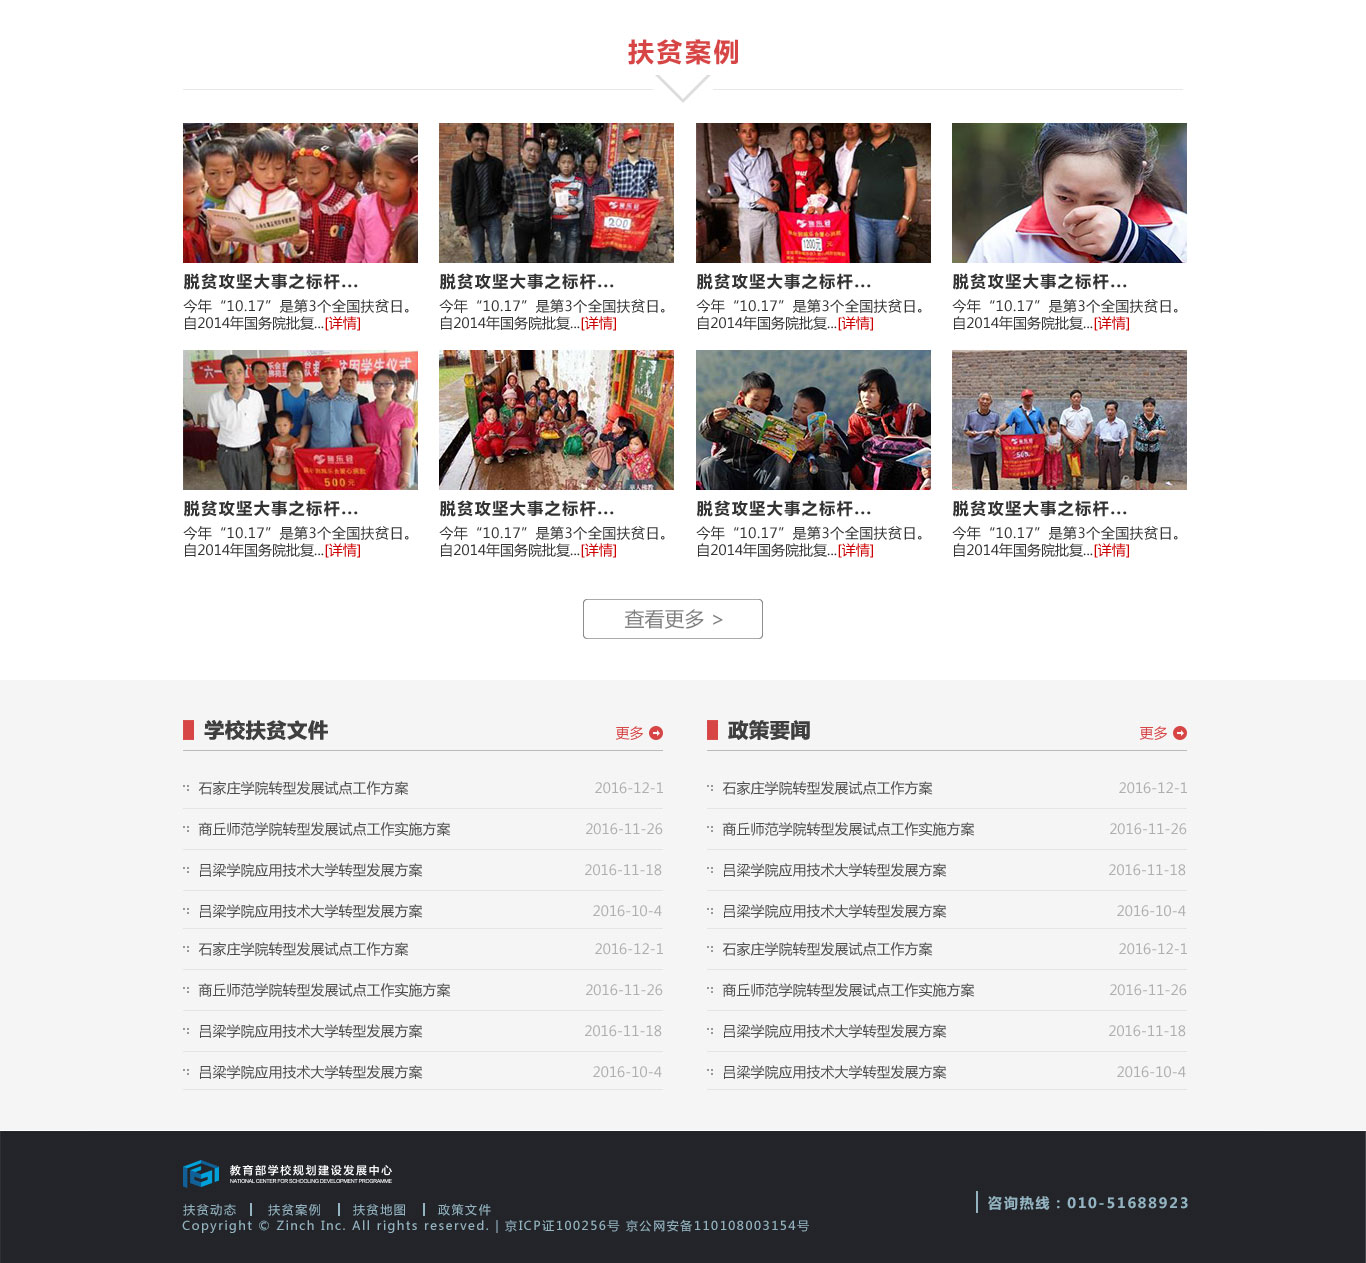 扶贫案例
200
1000元
脱贫攻坚大事之标杆...
今年“10.17”是第3个全国扶贫日。
自2014年国务院批复...[详情]
脱贫攻坚大事之标杆...
今年“10.17”是第3个全国扶贫日。
自2014年国务院批复...[详情]
脱贫攻坚大事之标杆...
今年“10.17”是第3个全国扶贫日。
自2014年国务院批复...[详情]
脱贫攻坚大事之标杆...
今年“10.17”是第3个全国扶贫日。
自2014年国务院批复...[详情]
500元
脱贫攻坚大事之标杆...
今年“10.17”是第3个全国扶贫日。
自2014年国务院批复...[详情]
脱贫攻坚大事之标杆...
今年“10.17”是第3个全国扶贫日。
自2014年国务院批复...[详情]
脱贫攻坚大事之标杆...
今年“10.17”是第3个全国扶贫日。
自2014年国务院批复...[详情]
脱贫攻坚大事之标杆...
今年“10.17”是第3个全国扶贫日。
自2014年国务院批复...[详情]
查看更多 >
学校扶贫文件 更多
石家庄学院转型发展试点工作方案 2016-12-1
商丘师范学院转型发展试点工作实施方案 2016-11-26
吕梁学院应用技术大学转型发展方案 2016-11-18
吕梁学院应用技术大学转型发展方案 2016-10-4
石家庄学院转型发展试点工作方案 2016-12-1
商丘师范学院转型发展试点工作实施方案 2016-11-26
吕梁学院应用技术大学转型发展方案 2016-11-18
吕梁学院应用技术大学转型发展方案 2016-10-4
政策要闻 更多
石家庄学院转型发展试点工作方案 2016-12-1
商丘师范学院转型发展试点工作实施方案 2016-11-26
吕梁学院应用技术大学转型发展方案 2016-11-18
吕梁学院应用技术大学转型发展方案 2016-10-4
石家庄学院转型发展试点工作方案 2016-12-1
商丘师范学院转型发展试点工作实施方案 2016-11-26
吕梁学院应用技术大学转型发展方案 2016-11-18
吕梁学院应用技术大学转型发展方案 2016-10-4
教育部学校规划建设发展中心
NATIONAL CENTER FOR SCHOOLING DEVELOPMENT PROGRAMME
扶贫动态 | 扶贫案例 | 扶贫地图 | 政策文件
Copyright © Zinch Inc. All rights reserved. | 京ICP证100256号 京公网安备110108003154号
咨询热线：010-51688923